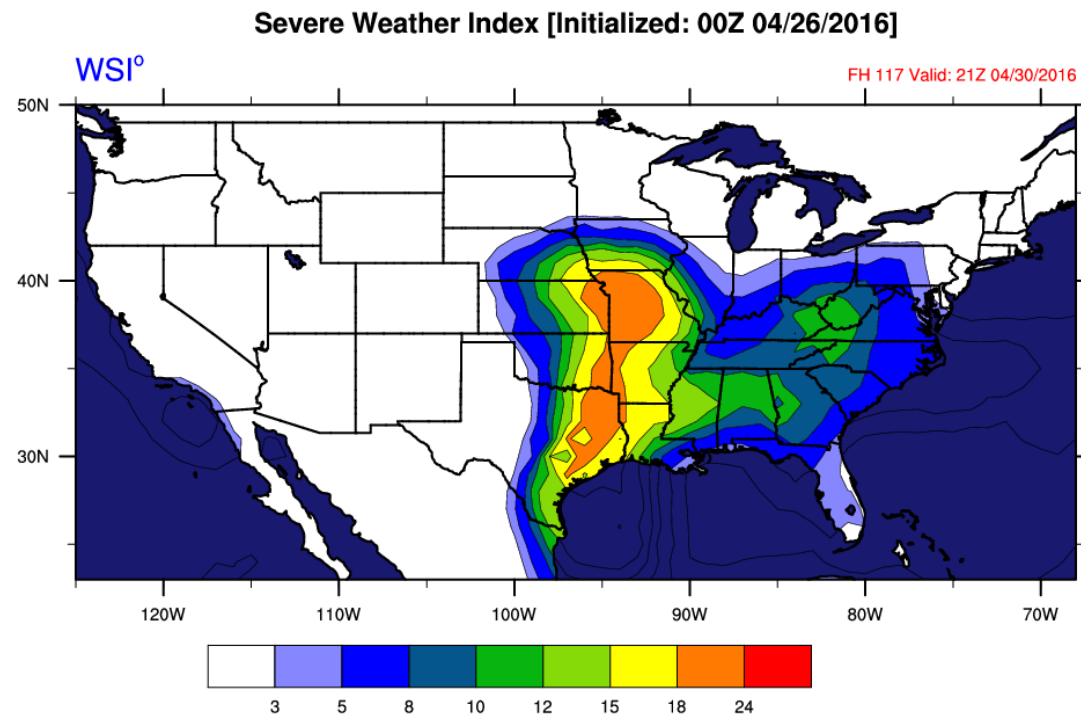 Severe Weather Index [Initialized: 00Z 04/26/2016]
WSIº
FH 117 Valid: 21Z 04/30/2016
50N
40N
30N
120W 110W 100W 90W 80W 70W
3 5 8 10 12 15 18 24